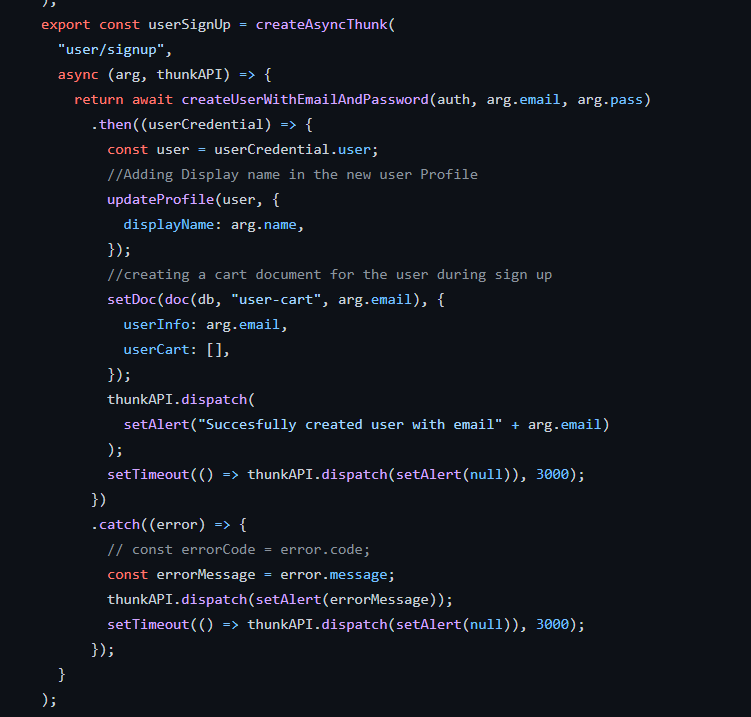 );
export const userSignUp = createAsyncThunk(
  "user/signup",
  async (arg, thunkAPI) => {
    return await createUserWithEmailAndPassword(auth, arg.email, arg.pass)
      .then((userCredential) => {
        const user = userCredential.user;
        //Adding Display name in the new user Profile
        updateProfile(user, {
          displayName: arg.name,
        });
        //creating a cart document for the user during sign up
        setDoc(doc(db, "user-cart", arg.email), {
          userInfo: arg.email,
          userCart: [],
        });
        thunkAPI.dispatch(
          setAlert("Succesfully created user with email" + arg.email)
        );
        setTimeout(() => thunkAPI.dispatch(setAlert(null)), 3000);
      })
      .catch((error) => {
        // const errorCode = error.code;
        const errorMessage = error.message;
        thunkAPI.dispatch(setAlert(errorMessage));
        setTimeout(() => thunkAPI.dispatch(setAlert(null)), 3000);
      });
  }
);